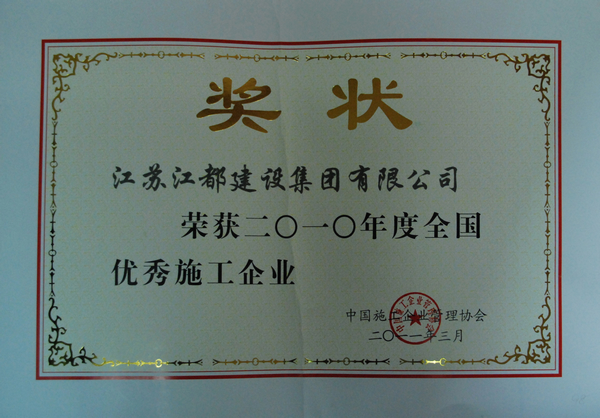 奖状
江苏江都建设集团有限公司
荣获二〇一〇年度全国
优秀施工企业
中国施工企业管理协会
二〇一一年三月